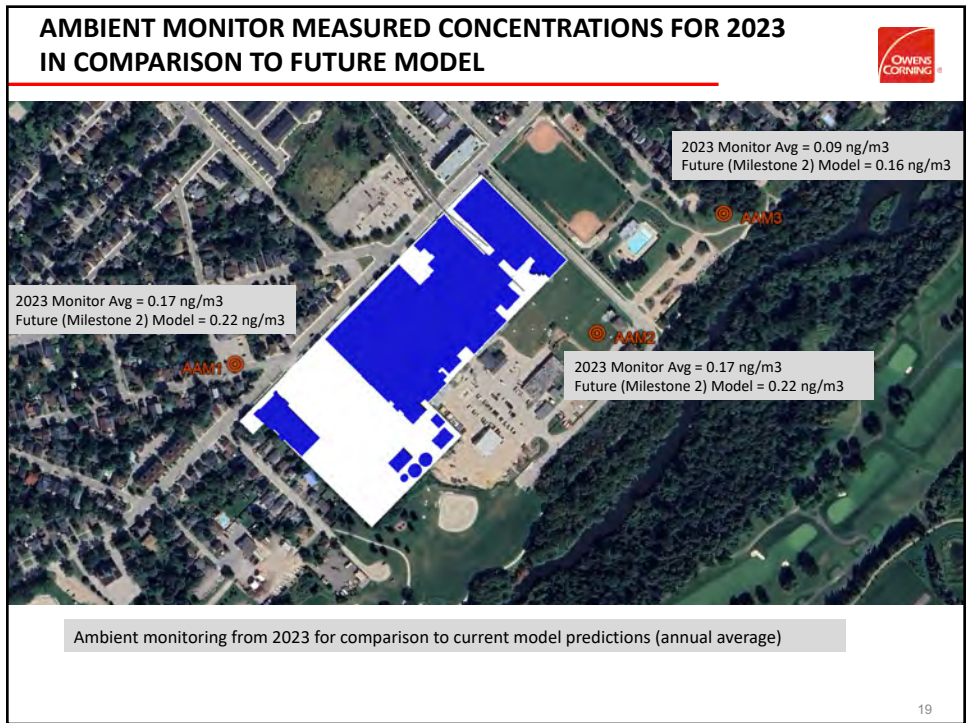 AMBIENT MONITOR MEASURED CONCENTRATIONS FOR 2023
IN COMPARISON TO FUTURE MODEL
OWENS
CORNING
®
2023 Monitor Avg = 0.09 ng/m3
Future (Milestone 2) Model = 0.16 ng/m3
AAM3
2023 Monitor Avg = 0.17 ng/m3
Future (Milestone 2) Model = 0.22 ng/m3
AAM1
AAM2
2023 Monitor Avg = 0.17 ng/m3
Future (Milestone 2) Model = 0.22 ng/m3
Ambient monitoring from 2023 for comparison to current model predictions (annual average)
19